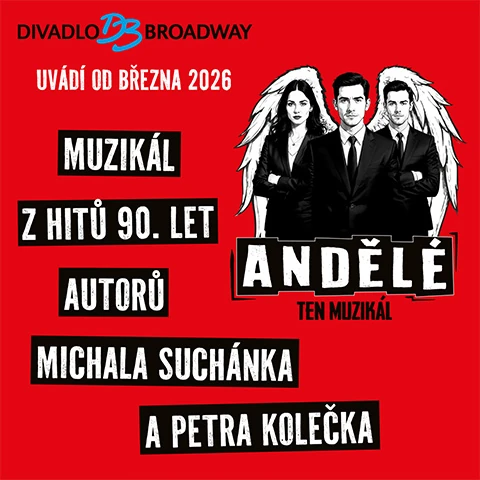 DIVADLO DB BROADWAY
UVÁDÍ OD BŘEZNA 2026
MUZIKÁL
Z HITŮ 90. LET
AUTORŮ
MICHALA SUCHÁNKA
A PETRA KOLEČKA
ANDĚLÉ
TEN MUZIKÁL